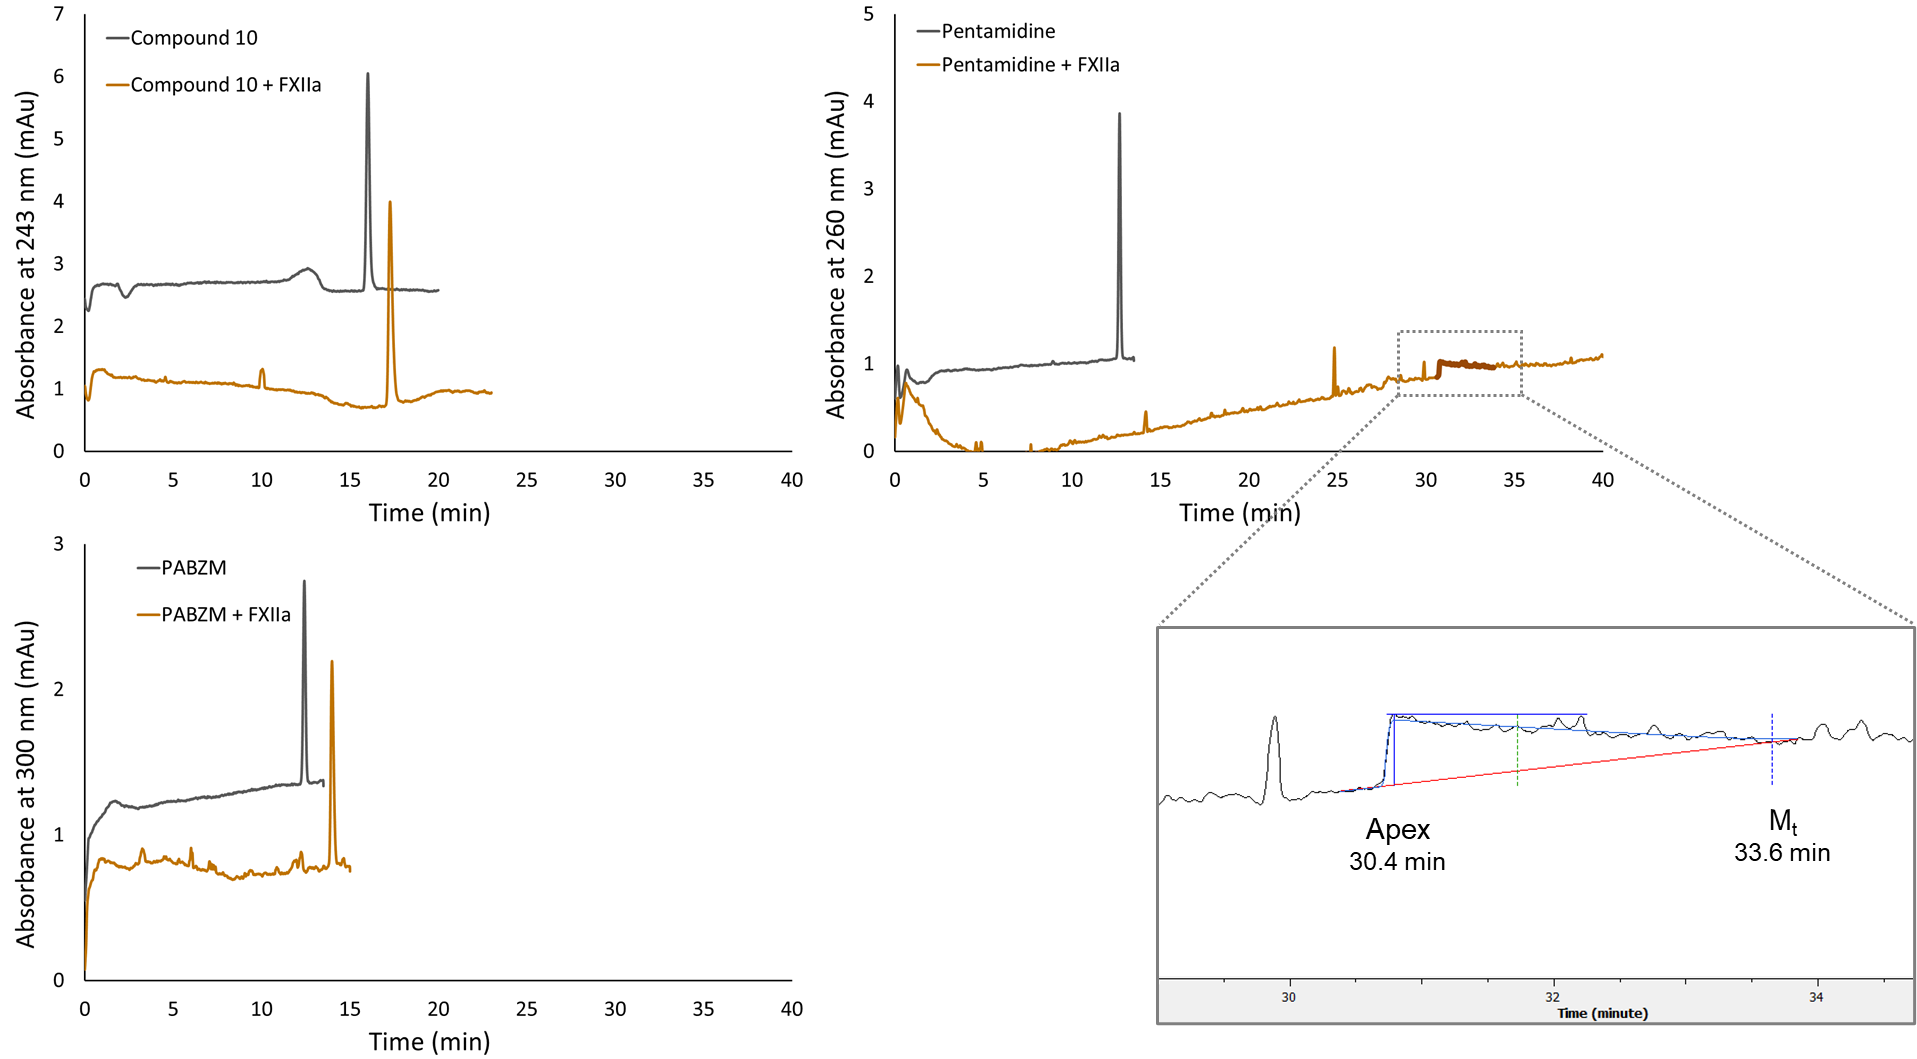 7
6
5
4
3
2
1
0
Absorbance at 243 nm (mAu)
Compound 10
Compound 10 + FXIIa
0 5 10 15 20 25 30 35 40
Time (min)
5
4
3
2
1
0
Absorbance at 260 nm (mAu)
Pentamidine
Pentamidine + FXIIa
0 5 10 15 20 25 30 35 40
Time (min)
3
2
1
0
Absorbance at 300 nm (mAu)
PABZM
PABZM + FXIIa
0 5 10 15 20 25 30 35 40
Time (min)
Apex
30.4 min
Mt
33.6 min
30 32 34
Time (minute)